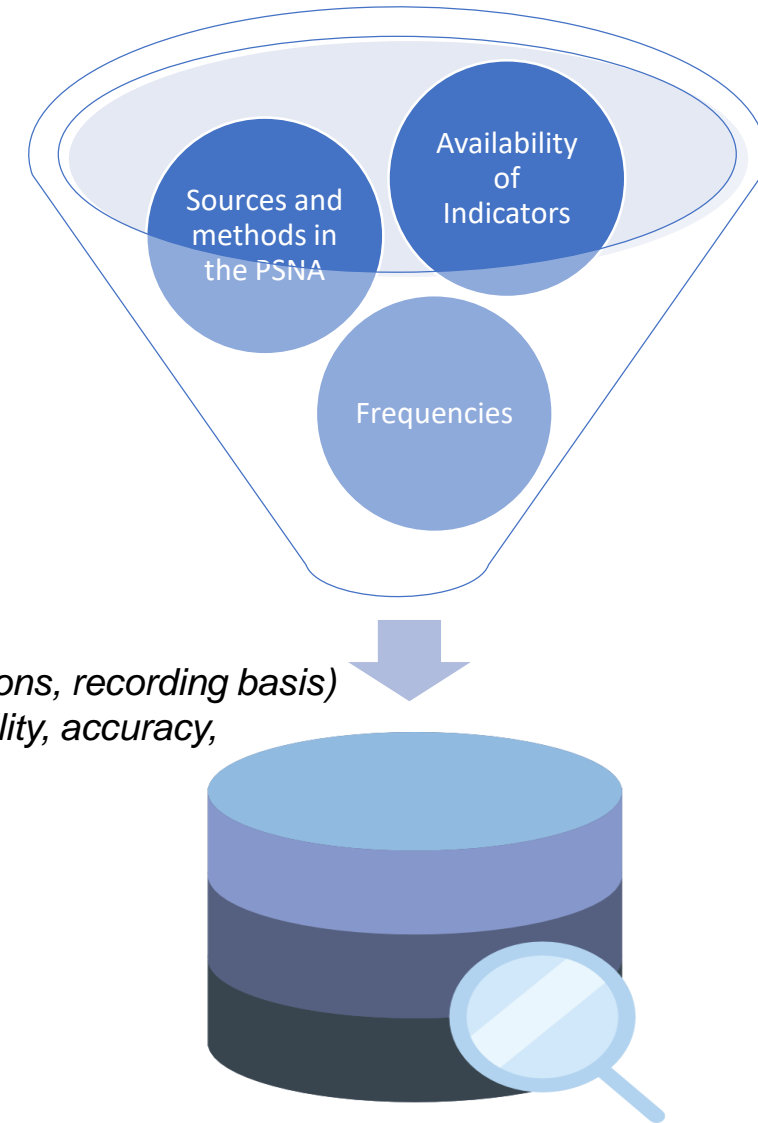 Availability
of
Indicators
Sources and
methods in
the PSNA
Frequencies
ons, recording basis)
lity, accuracy,